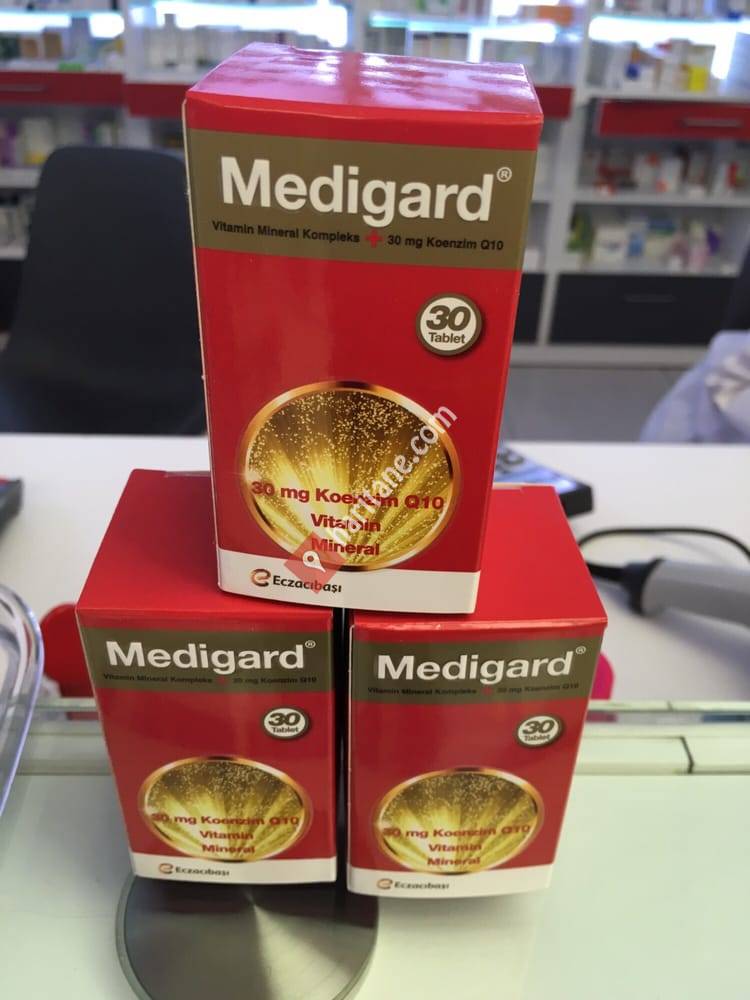 Medigard®
Vitamin Mineral Kompleks + 30 mg Koenzim Q10
30
Tablet
30 mg Koenzim Q10
Vitamin
Mineral
Eczacıbaşı
haritane.com
Medigard®
Vitamin Mineral Kompleks + 30 mg Koenzim Q10
30
Tablet
30 mg Koenzim Q10
Vitamin
Mineral
Eczacıbaşı
Medigard®
Vitamin Mineral Kompleks + 30 mg Koenzim Q10
30
Tablet
30 mg Koenzim Q10
Vitamin
Mineral
Eczacıbaşı